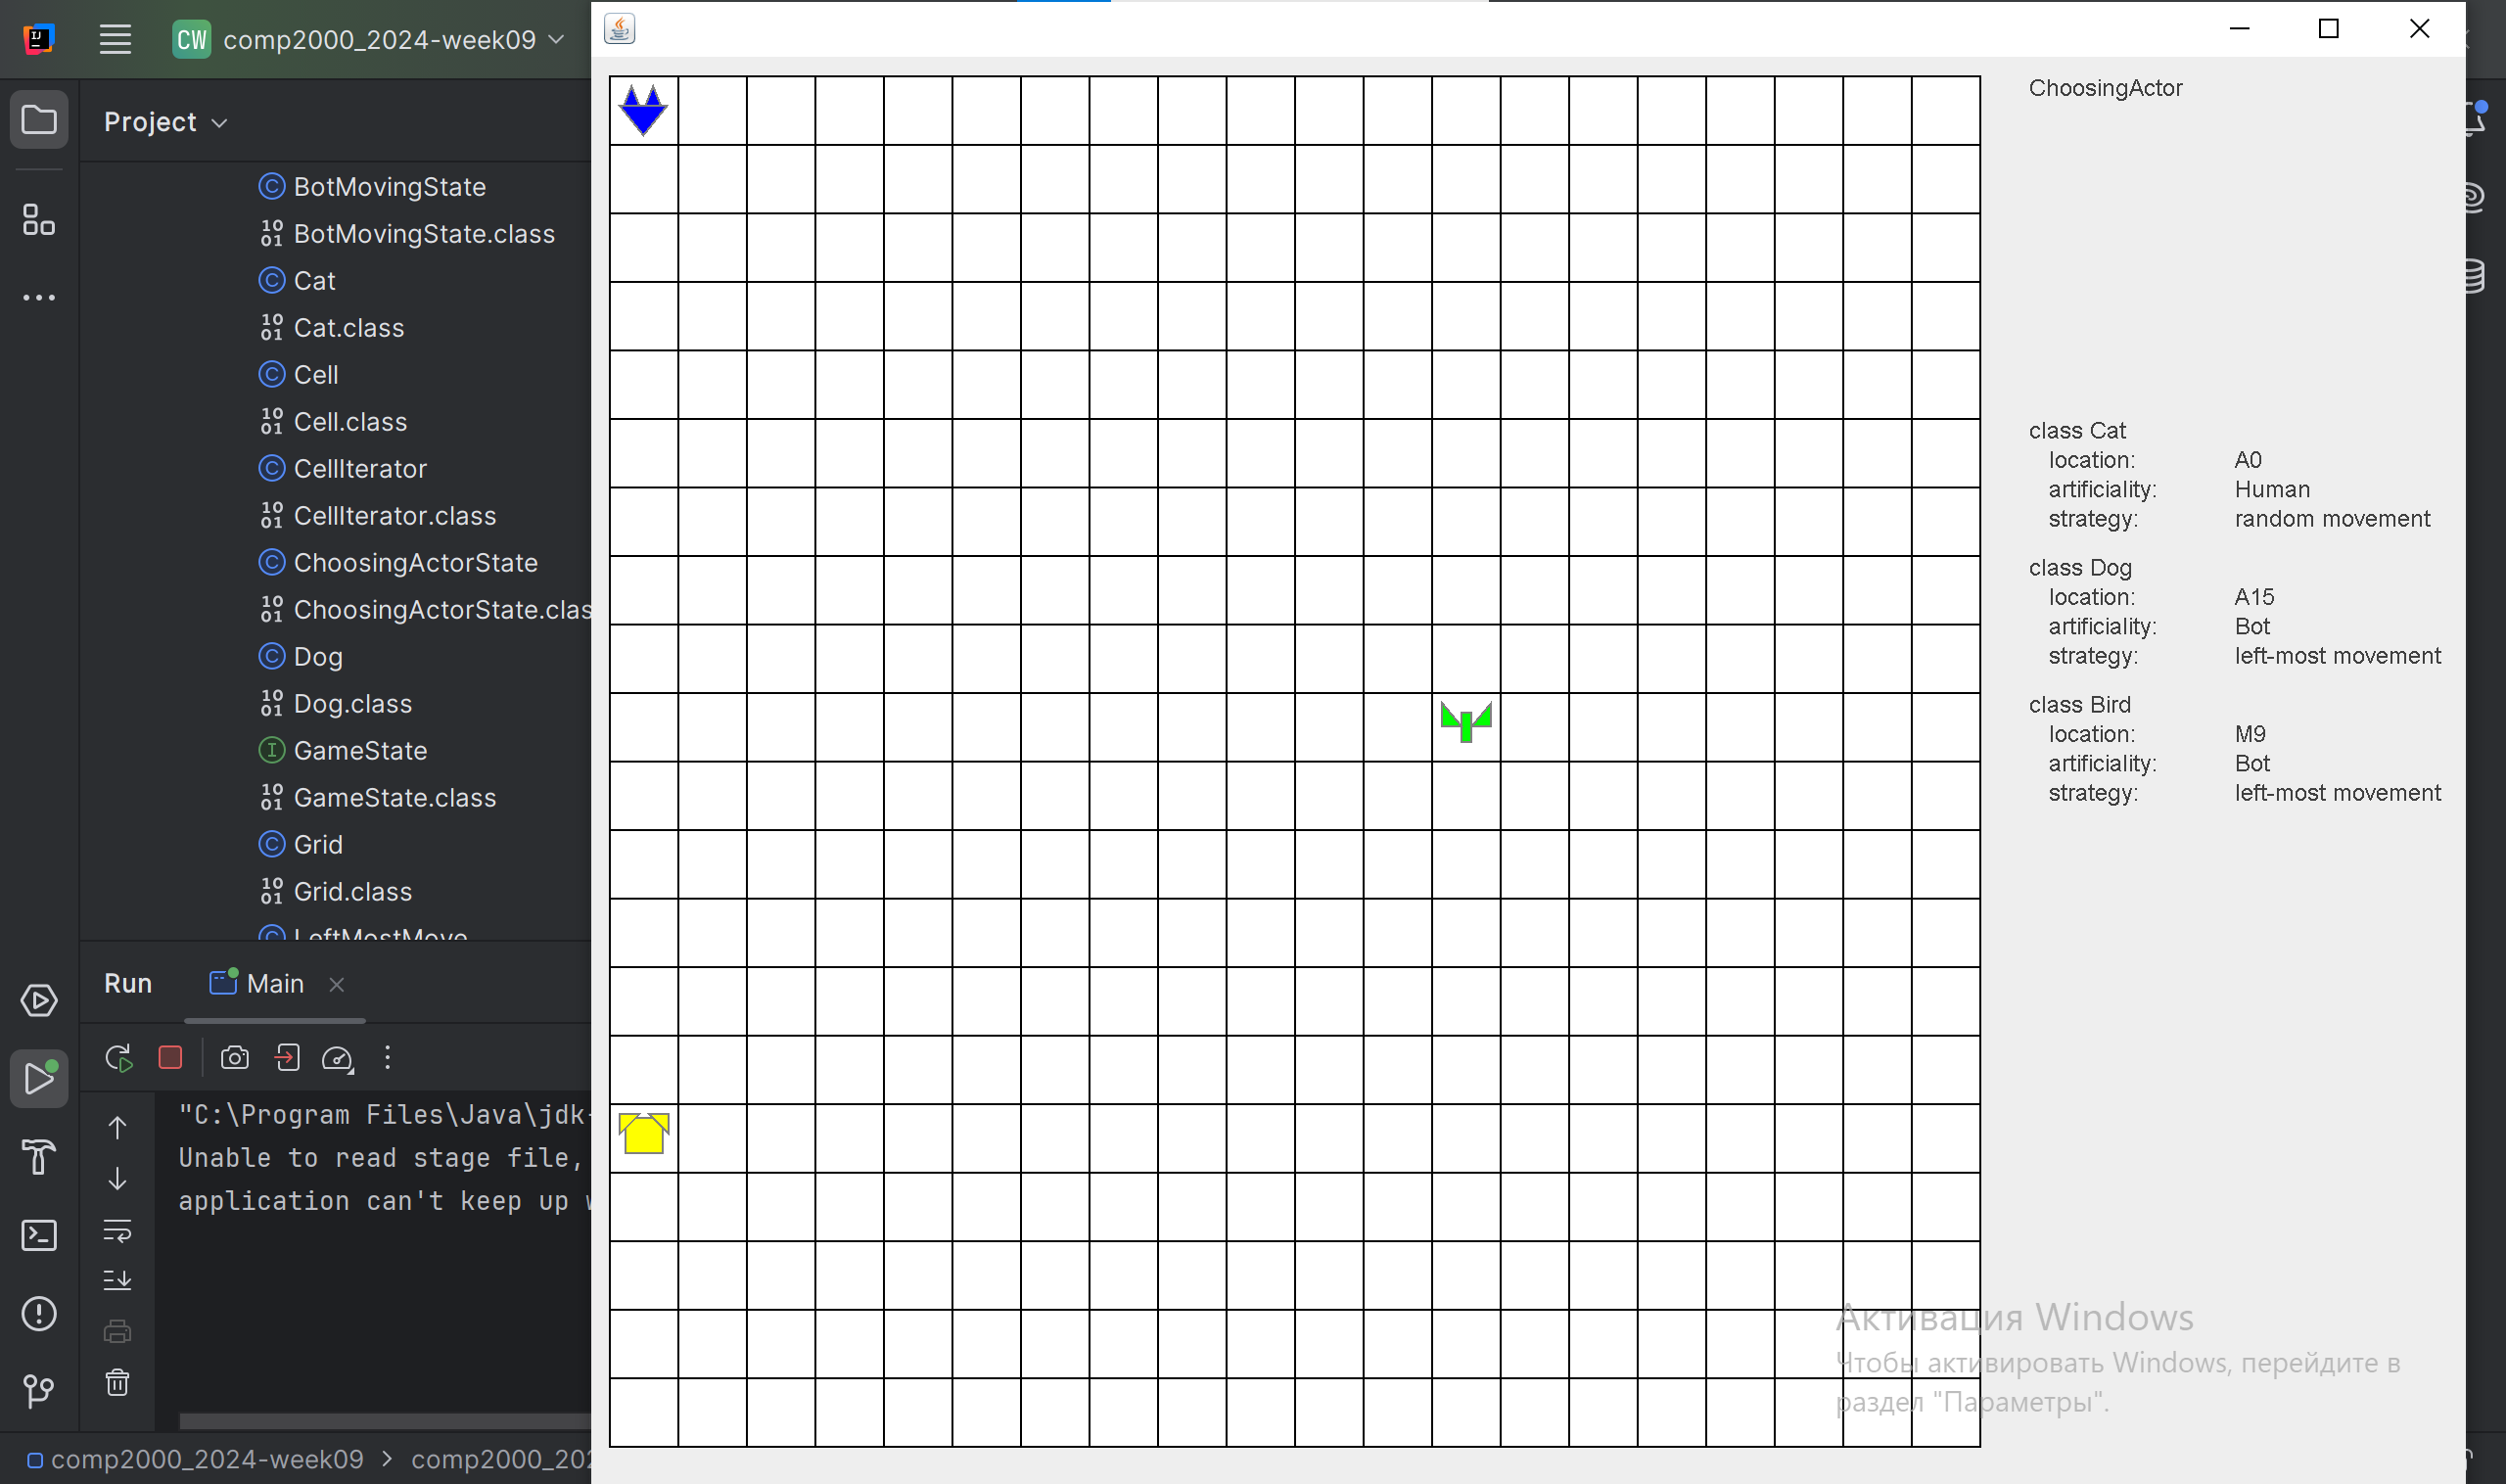 CW comp2000_2024-week09
Project
BotMovingState
BotMovingState.class
Cat
Cat.class
Cell
Cell.class
CellIterator
CellIterator.class
ChoosingActorState
ChoosingActorState.clas
Dog
Dog.class
GameState
GameState.class
Grid
Grid.class
LeftMostMove
Run Main
"C:\Program Files\Java\jdk-
Unable to read stage file,
application can't keep up w
comp2000_2024-week09 > comp2000_202
ChoosingActor
class Cat
location: A0
artificiality: Human
strategy: random movement
class Dog
location: A15
artificiality: Bot
strategy: left-most movement
class Bird
location: M9
artificiality: Bot
strategy: left-most movement
Активация Windows
Чтобы активировать Windows, перейдите в
раздел "Параметры".